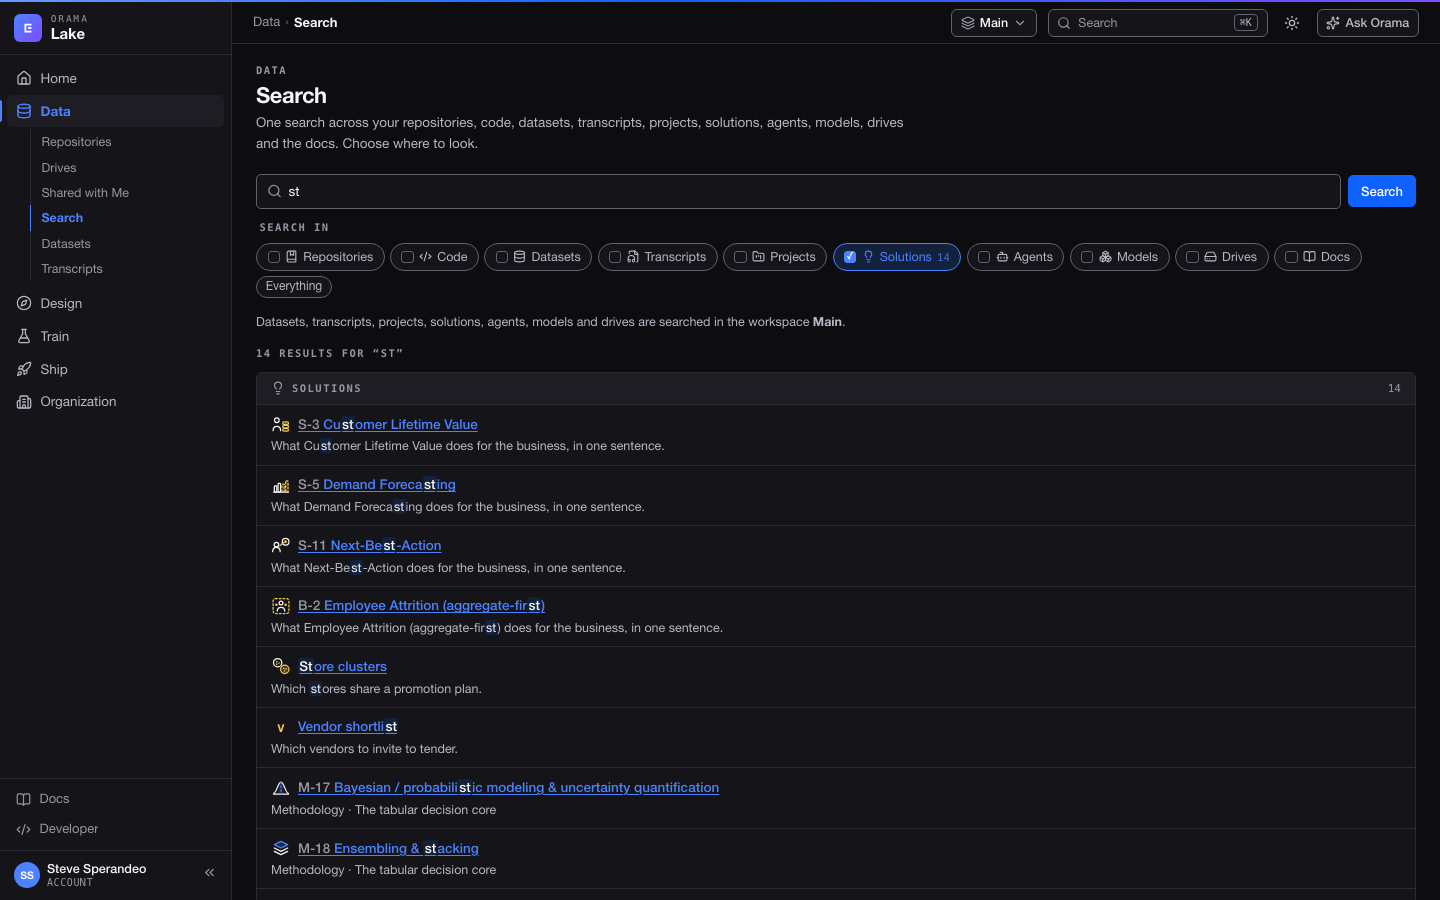 ORAMA
Lake
Data › Search
Main
Search
⌘K
Ask Orama
Home
Data
Repositories
Drives
Shared with Me
Search
Datasets
Transcripts
Design
Train
Ship
Organization
Docs
Developer
SS
Steve Sperandeo
ACCOUNT
DATA
Search
One search across your repositories, code, datasets, transcripts, projects, solutions, agents, models, drives
and the docs. Choose where to look.
st
Search
SEARCH IN
Repositories
Code
Datasets
Transcripts
Projects
Solutions 14
Agents
Models
Drives
Docs
Everything
Datasets, transcripts, projects, solutions, agents, models and drives are searched in the workspace Main.
14 RESULTS FOR “ST”
SOLUTIONS 14
S-3 Customer Lifetime Value
What Customer Lifetime Value does for the business, in one sentence.
S-5 Demand Forecasting
What Demand Forecasting does for the business, in one sentence.
S-11 Next-Best-Action
What Next-Best-Action does for the business, in one sentence.
B-2 Employee Attrition (aggregate-first)
What Employee Attrition (aggregate-first) does for the business, in one sentence.
Store clusters
Which stores share a promotion plan.
V Vendor shortlist
Which vendors to invite to tender.
M-17 Bayesian / probabilistic modeling & uncertainty quantification
Methodology · The tabular decision core
M-18 Ensembling & stacking
Methodology · The tabular decision core